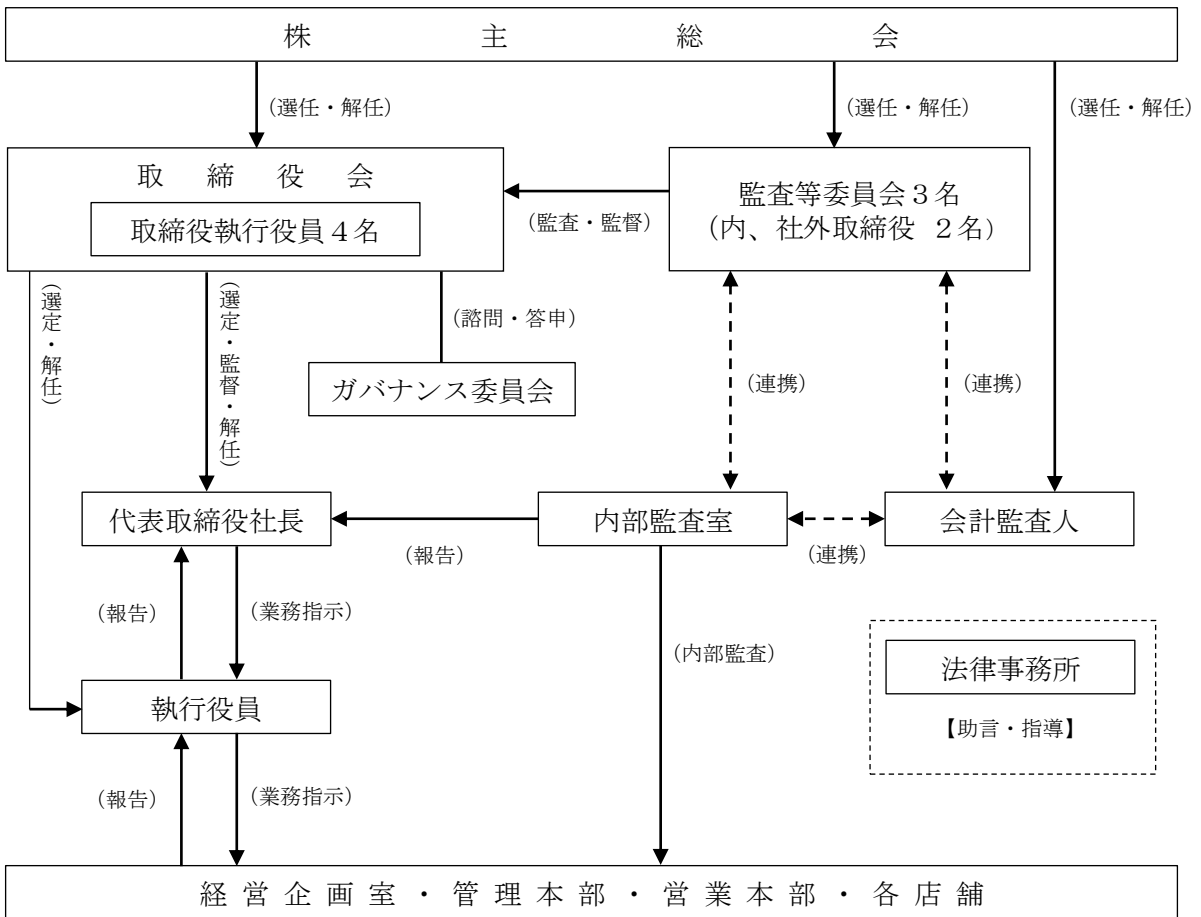 株主総会
(選任・解任)
(選任・解任)
(選任・解任)
取締役会
取締役執行役員4名
(監査・監督)
監査等委員会3名
(内、社外取締役 2名)
(選定・解任)
(選定・監督・解任)
(諮問・答申)
ガバナンス委員会
(連携)
(連携)
代表取締役社長
(報告)
内部監査室
(連携)
会計監査人
(報告)
(業務指示)
(内部監査)
法律事務所
【助言・指導】
執行役員
(報告)
(業務指示)
経営企画室・管理本部・営業本部・各店舗